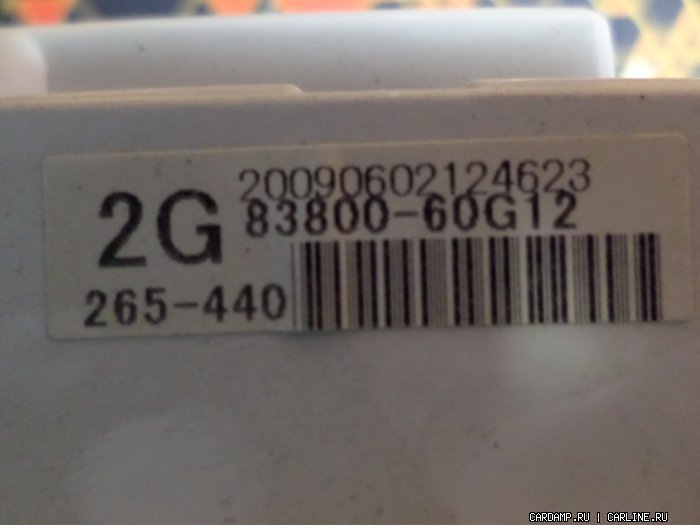 20090602124623
2G 83800-60G12
265-440
CARDAMP.RU | CARLINE.RU